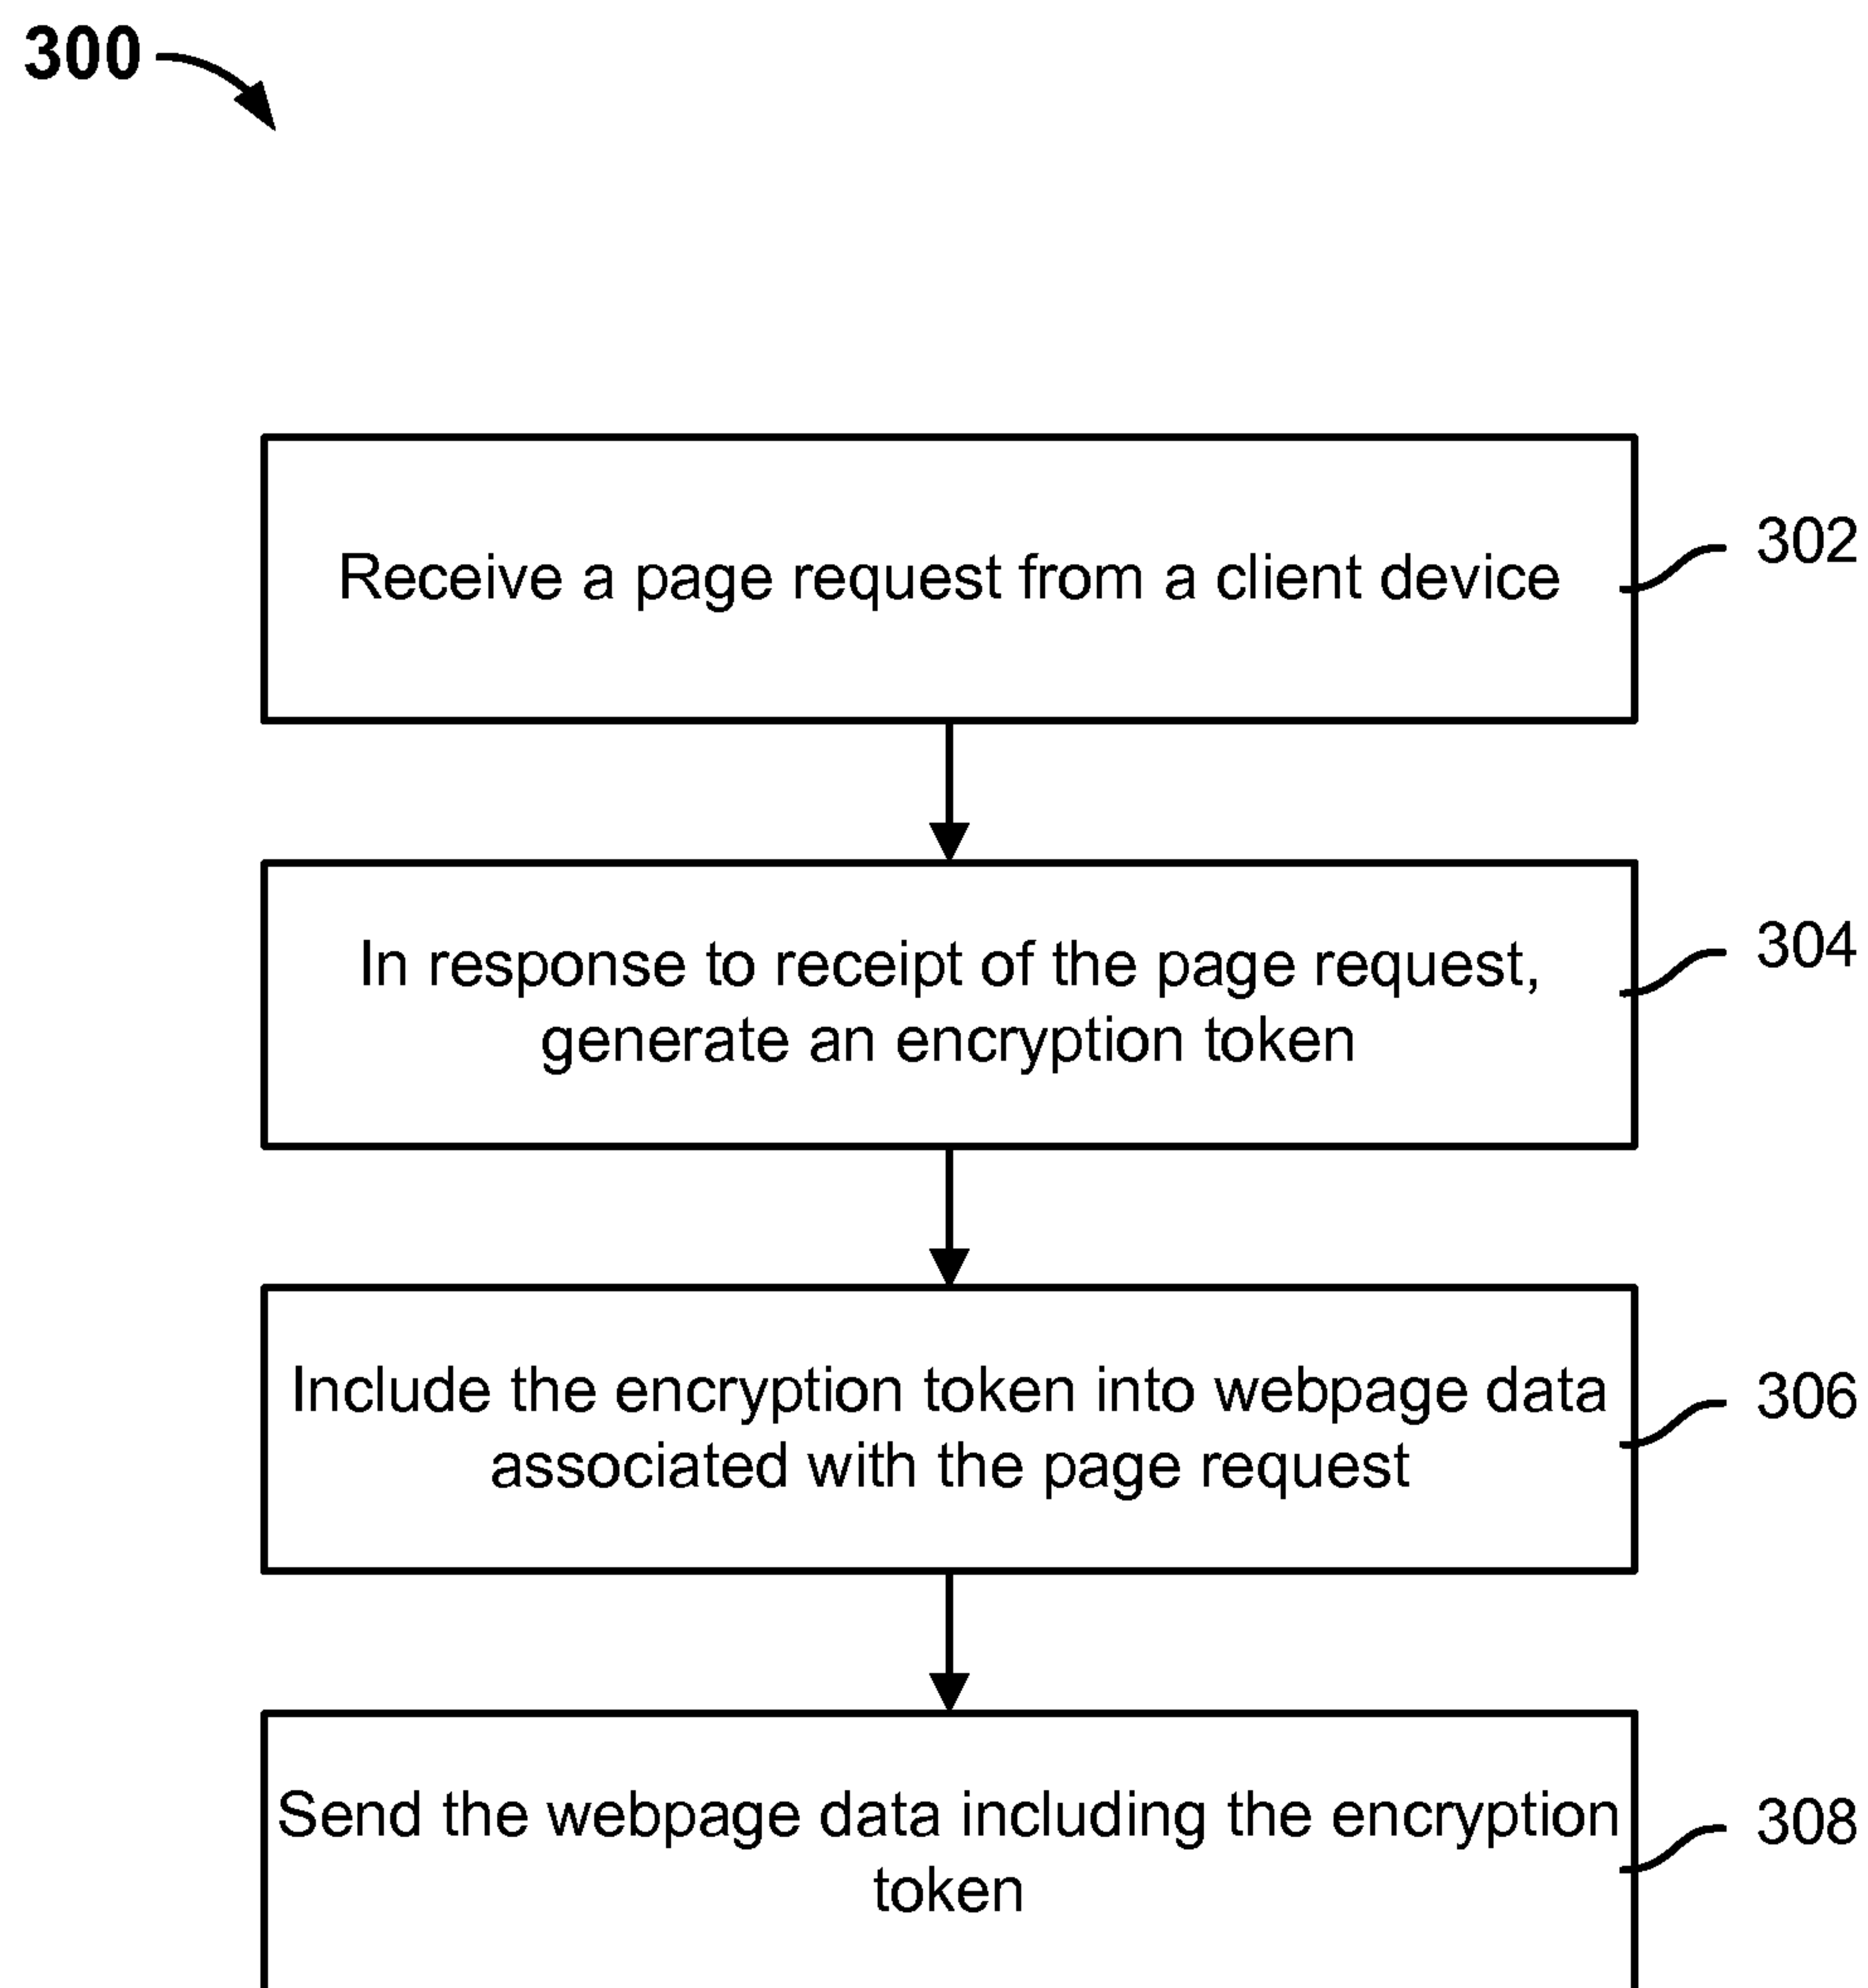 300
Receive a page request from a client device
302
In response to receipt of the page request,
generate an encryption token
304
Include the encryption token into webpage data
associated with the page request
306
Send the webpage data including the encryption
token
308